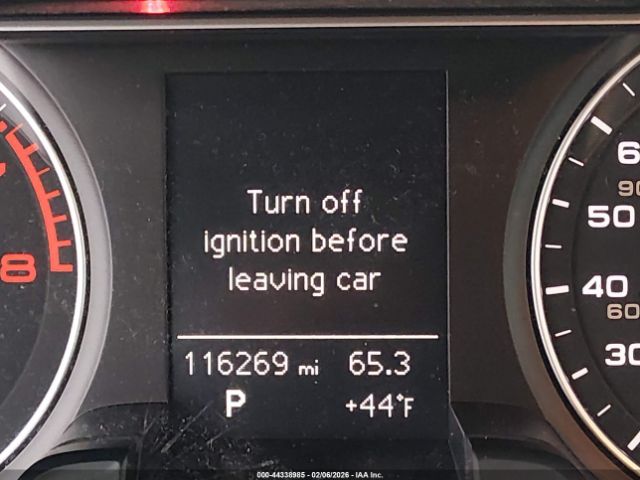 Turn off
ignition before
leaving car
116269 mi 65.3
P +44°F
8
50
90
40
60
30
000-44338985 - 02/06/2026 - IAA Inc.